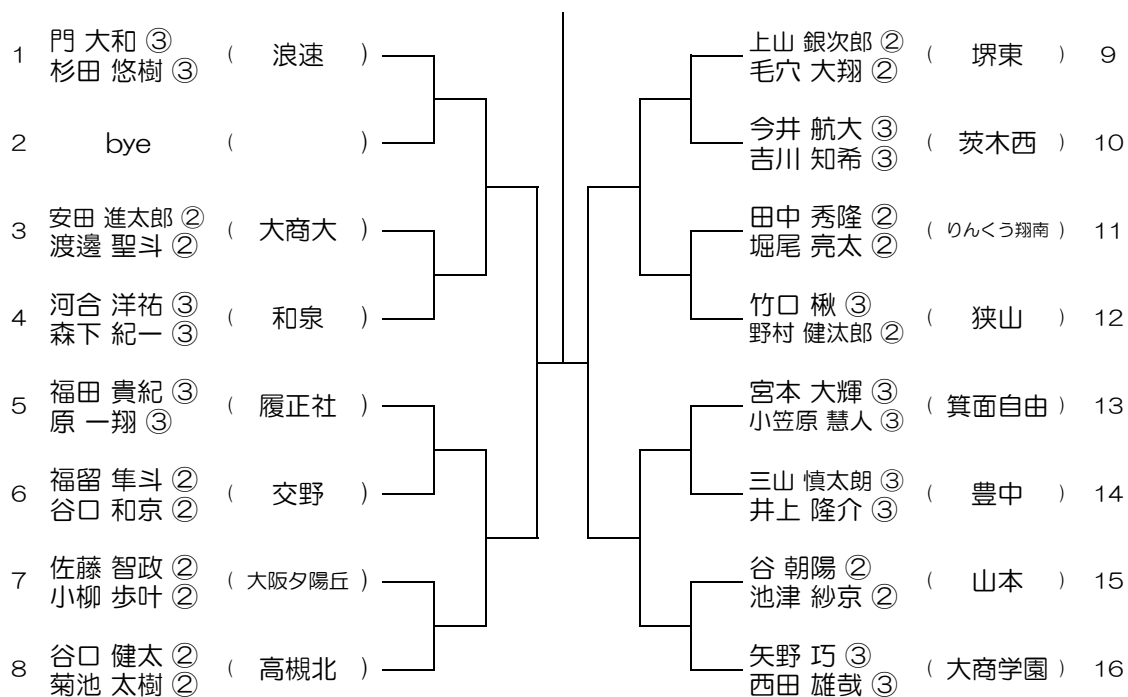 1 門 大和 ③ ( 浪速 )
杉田 悠樹 ③
2 bye ( )
3 安田 進太郎 ② ( 大商大 )
渡邊 聖斗 ②
4 河合 洋祐 ③ ( 和泉 )
森下 紀一 ③
5 福田 貴紀 ③ ( 履正社 )
原 一翔 ③
6 福留 隼斗 ② ( 交野 )
谷口 和京 ②
7 佐藤 智政 ② ( 大阪夕陽丘 )
小柳 歩叶 ②
8 谷口 健太 ② ( 高槻北 )
菊池 太樹 ②
上山 銀次郎 ② ( 堺東 ) 9
毛穴 大翔 ②
今井 航大 ③ ( 茨木西 ) 10
吉川 知希 ③
田中 秀隆 ② ( りんくう翔南 ) 11
堀尾 亮太 ②
竹口 楸 ③ ( 狭山 ) 12
野村 健汰郎 ②
宮本 大輝 ③ ( 箕面自由 ) 13
小笠原 慧人 ③
三山 慎太朗 ③ ( 豊中 ) 14
井上 隆介 ③
谷 朝陽 ② ( 山本 ) 15
池津 紗京 ②
矢野 巧 ③ ( 大商学園 ) 16
西田 雄哉 ③